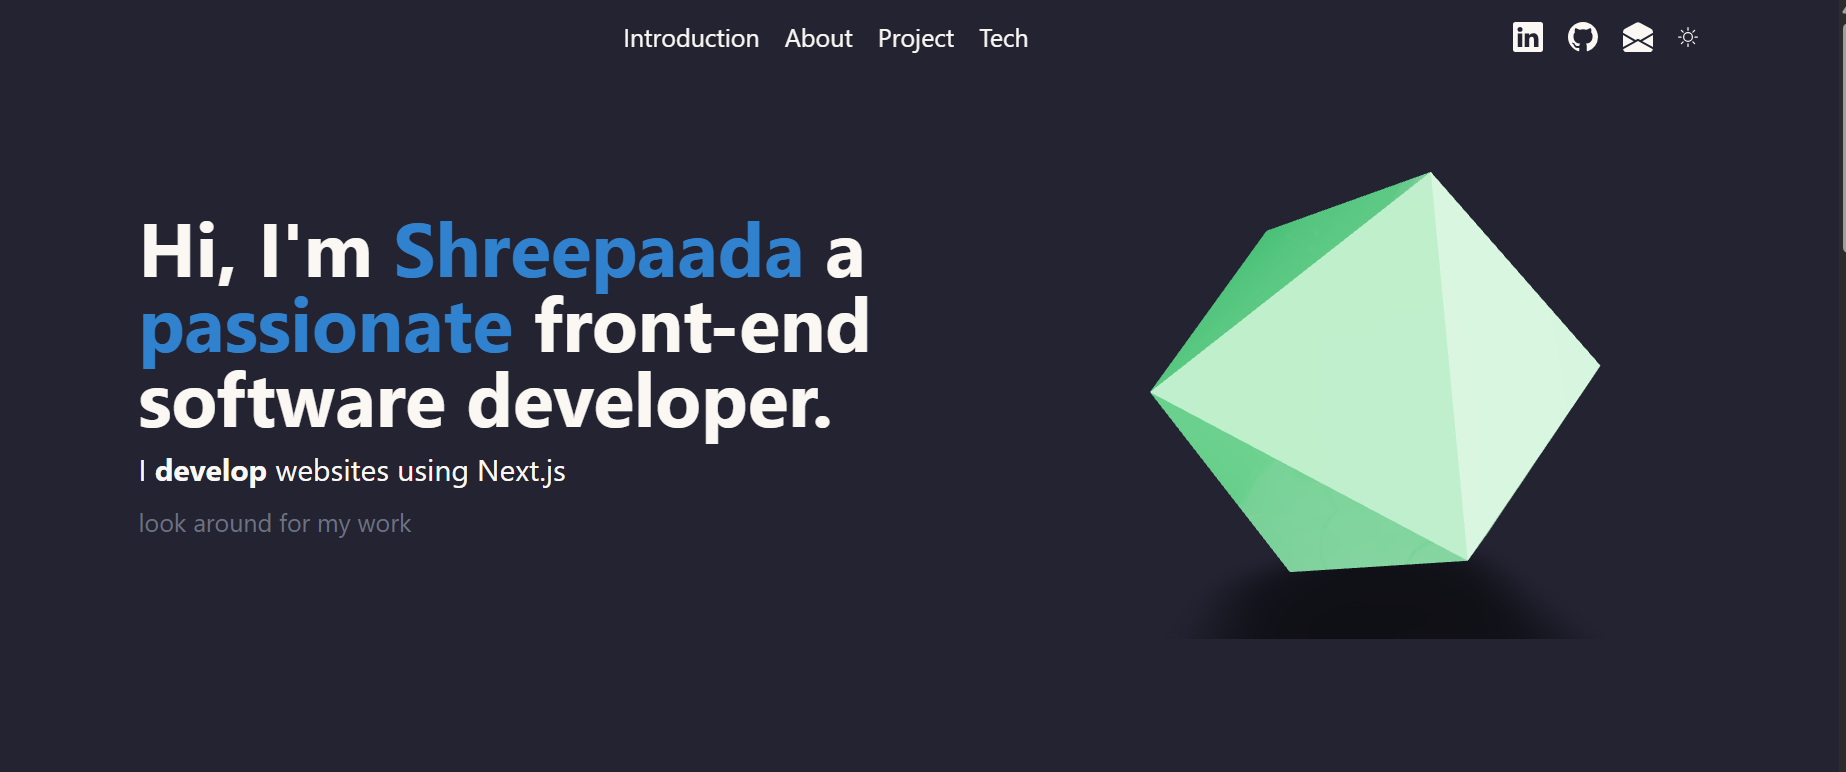 Introduction About Project Tech
in
Hi, I'm Shreepaada a
passionate front-end
software developer.
I develop websites using Next.js
look around for my work